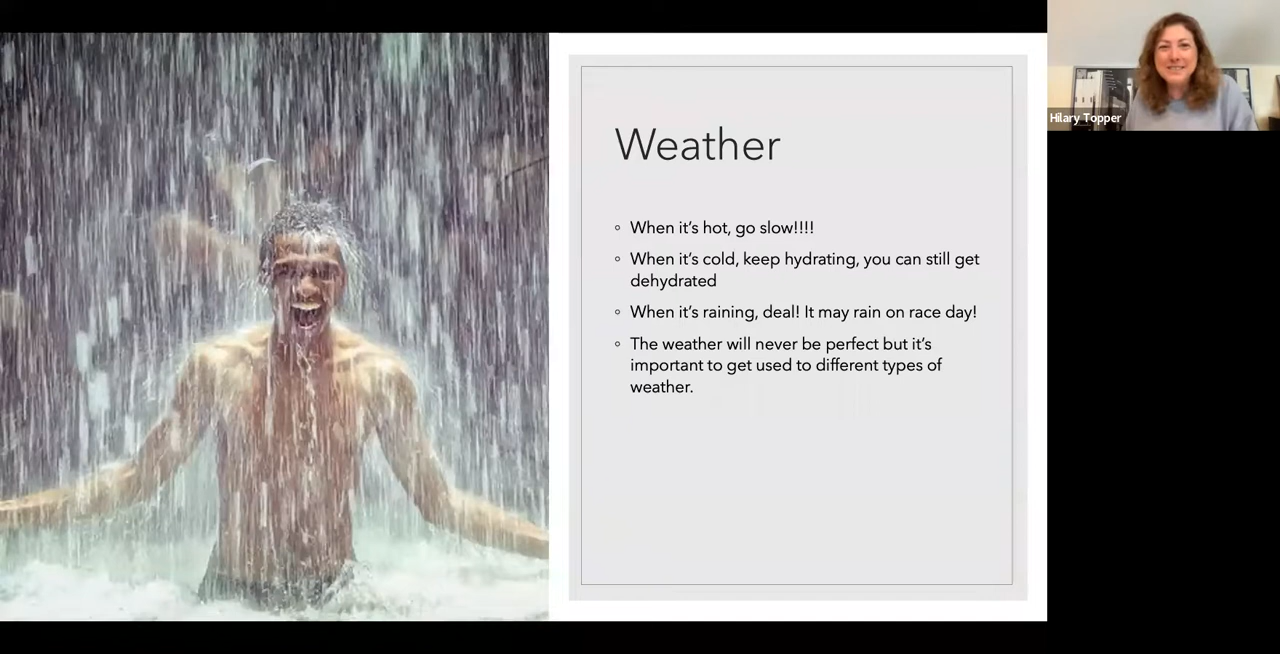 Weather
◦ When it’s hot, go slow!!!!
◦ When it’s cold, keep hydrating, you can still get
dehydrated
◦ When it’s raining, deal! It may rain on race day!
◦ The weather will never be perfect but it’s
important to get used to different types of
weather.
Hilary Topper